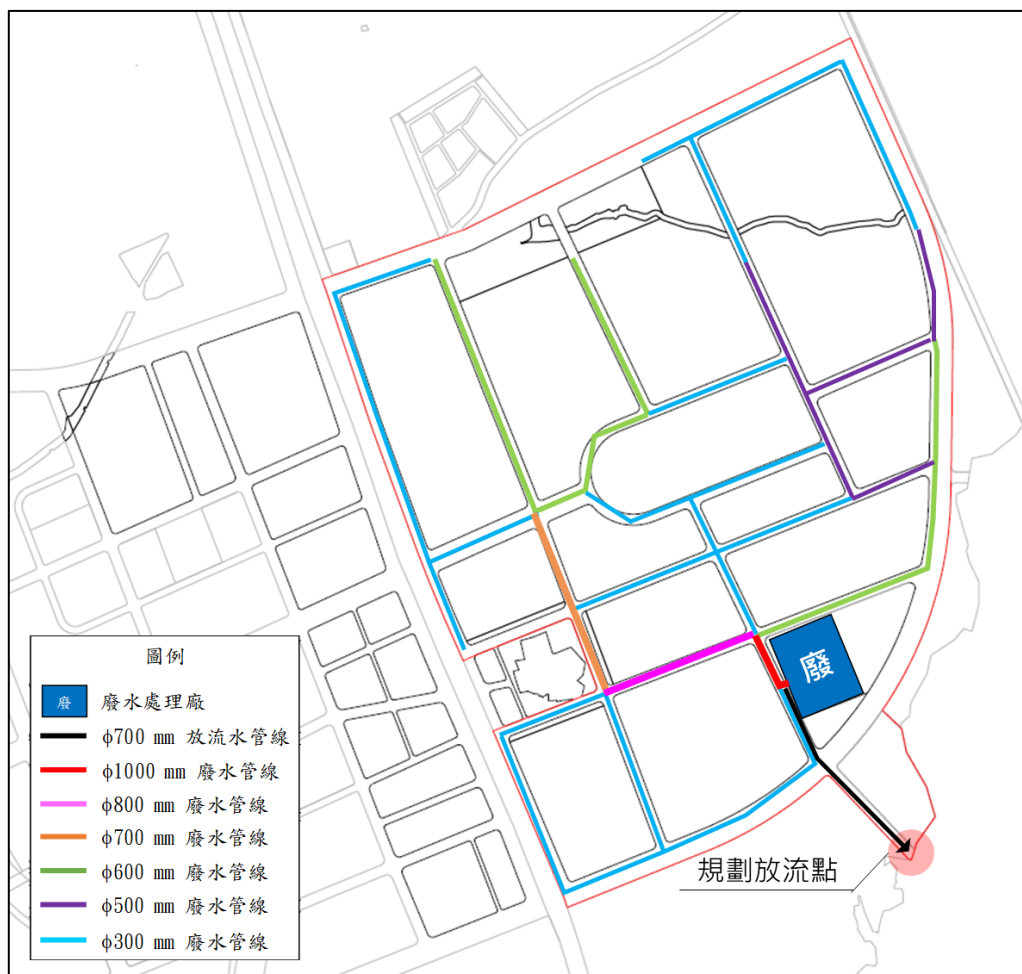 廢
規劃放流點
圖例
廢 廢水處理廠
ϕ700 mm 放流水管線
ϕ1000 mm 廢水管線
ϕ800 mm 廢水管線
ϕ700 mm 廢水管線
ϕ600 mm 廢水管線
ϕ500 mm 廢水管線
ϕ300 mm 廢水管線